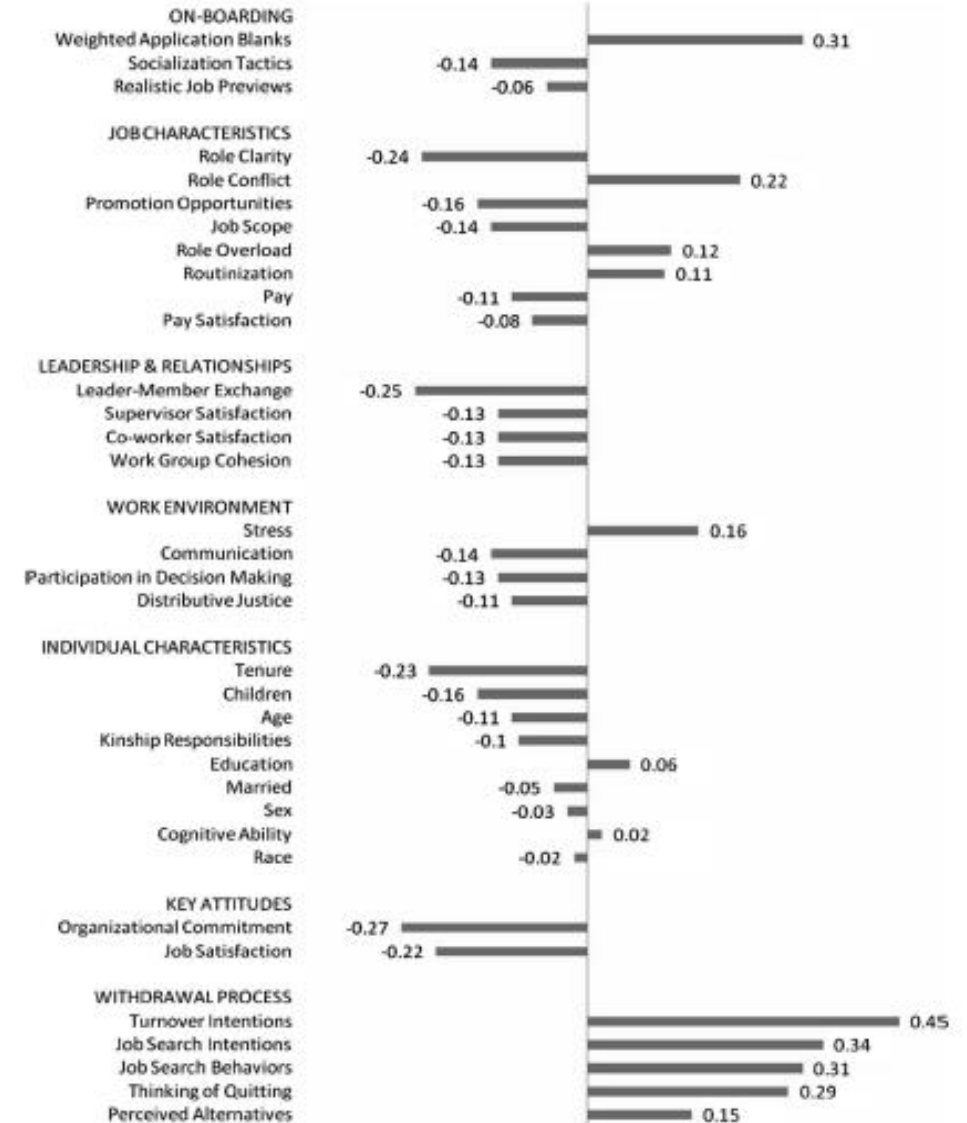 ON-BOARDING
Weighted Application Blanks 0.31
Socialization Tactics -0.14
Realistic Job Previews -0.06
JOB CHARACTERISTICS
Role Clarity -0.24
Role Conflict 0.22
Promotion Opportunities -0.16
Job Scope -0.14
Role Overload 0.12
Routinization 0.11
Pay -0.11
Pay Satisfaction -0.08
LEADERSHIP & RELATIONSHIPS
Leader-Member Exchange -0.25
Supervisor Satisfaction -0.13
Co-worker Satisfaction -0.13
Work Group Cohesion -0.13
WORK ENVIRONMENT
Stress 0.16
Communication -0.14
Participation in Decision Making -0.13
Distributive Justice -0.11
INDIVIDUAL CHARACTERISTICS
Tenure -0.23
Children -0.16
Age -0.11
Kinship Responsibilities -0.1
Education 0.06
Married -0.05
Sex -0.03
Cognitive Ability 0.02
Race -0.02
KEY ATTITUDES
Organizational Commitment -0.27
Job Satisfaction -0.22
WITHDRAWAL PROCESS
Turnover Intentions 0.45
Job Search Intentions 0.34
Job Search Behaviors 0.31
Thinking of Quitting 0.29
Perceived Alternatives 0.15